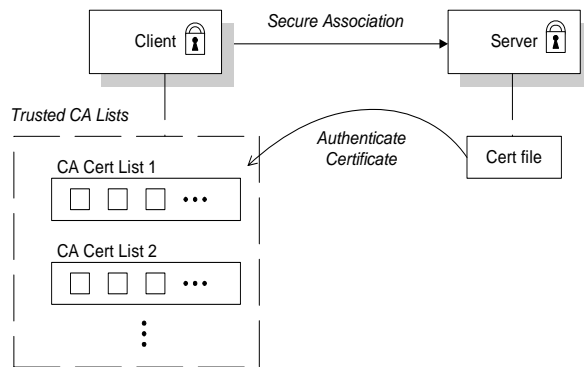 Secure Association
Client
Server
Trusted CA Lists
Authenticate
Certificate
Cert file
CA Cert List 1
•••
CA Cert List 2
•••